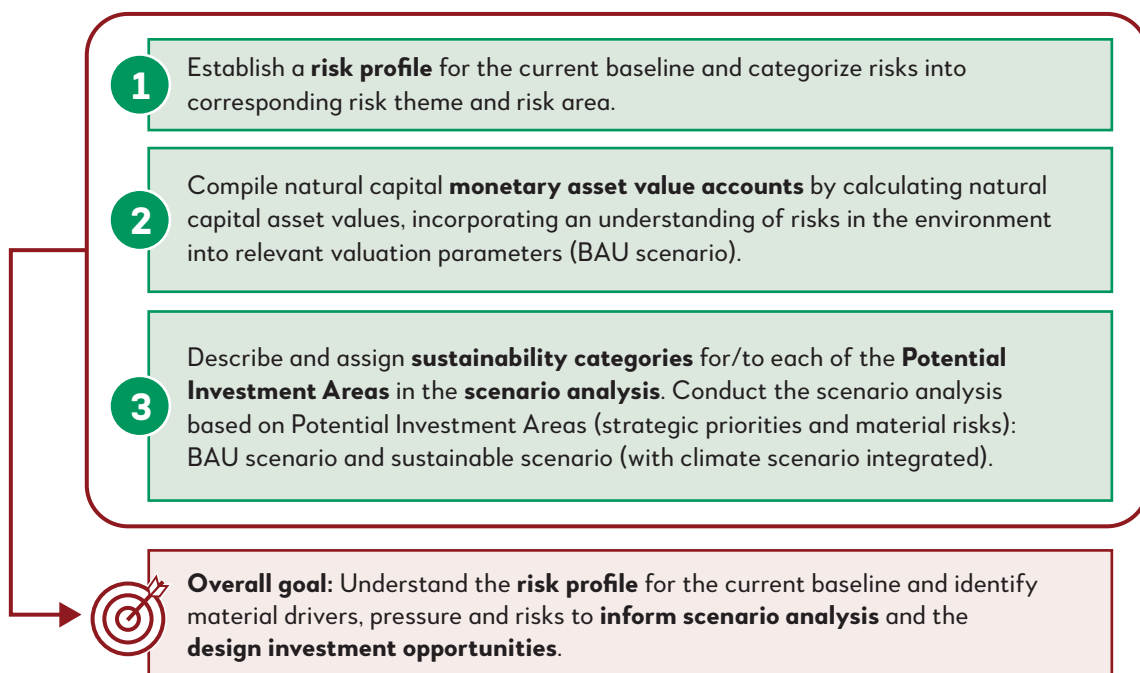 1
Establish a risk profile for the current baseline and categorize risks into
corresponding risk theme and risk area.
2
Compile natural capital monetary asset value accounts by calculating natural
capital asset values, incorporating an understanding of risks in the environment
into relevant valuation parameters (BAU scenario).
3
Describe and assign sustainability categories for/to each of the Potential
Investment Areas in the scenario analysis. Conduct the scenario analysis
based on Potential Investment Areas (strategic priorities and material risks):
BAU scenario and sustainable scenario (with climate scenario integrated).
Overall goal: Understand the risk profile for the current baseline and identify
material drivers, pressure and risks to inform scenario analysis and the
design investment opportunities.